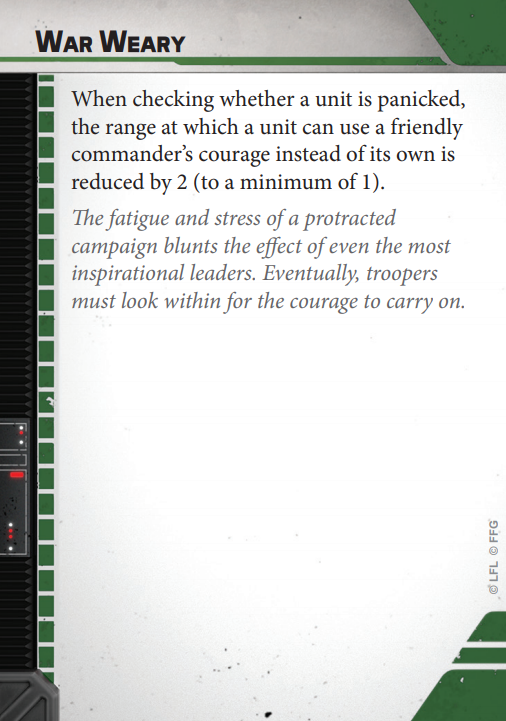 War Weary
When checking whether a unit is panicked,
the range at which a unit can use a friendly
commander's courage instead of its own is
reduced by 2 (to a minimum of 1).
The fatigue and stress of a protracted
campaign blunts the effect of even the most
inspirational leaders. Eventually, troopers
must look within for the courage to carry on.
© LFL © FFG